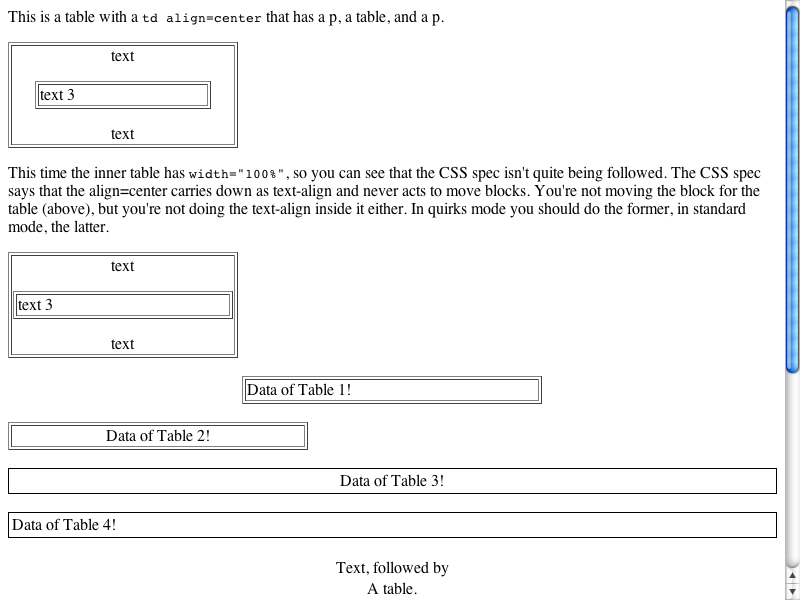 This is a table with a td align=center that has a p, a table, and a p.
text
text 3
text
This time the inner table has width="100%", so you can see that the CSS spec isn't quite being followed. The CSS spec
says that the align=center carries down as text-align and never acts to move blocks. You're not moving the block for the
table (above), but you're not doing the text-align inside it either. In quirks mode you should do the former, in standard
mode, the latter.
text
text 3
text
Data of Table 1!
Data of Table 2!
Data of Table 3!
Data of Table 4!
Text, followed by
A table.